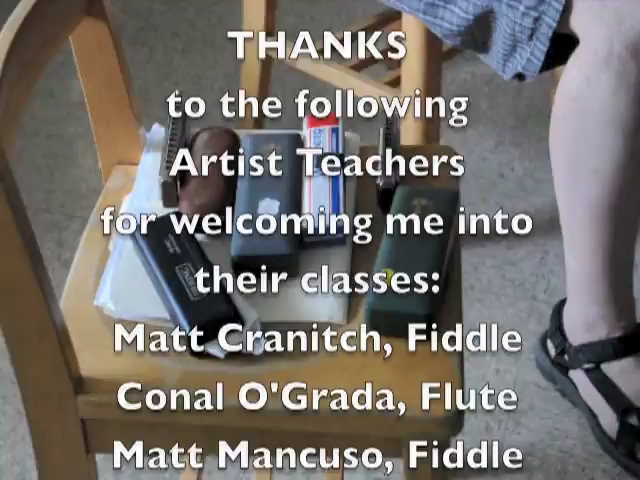 THANKS
to the following
Artist Teachers
for welcoming me into
their classes:
Matt Cranitch, Fiddle
Conal O'Grada, Flute
Matt Mancuso, Fiddle